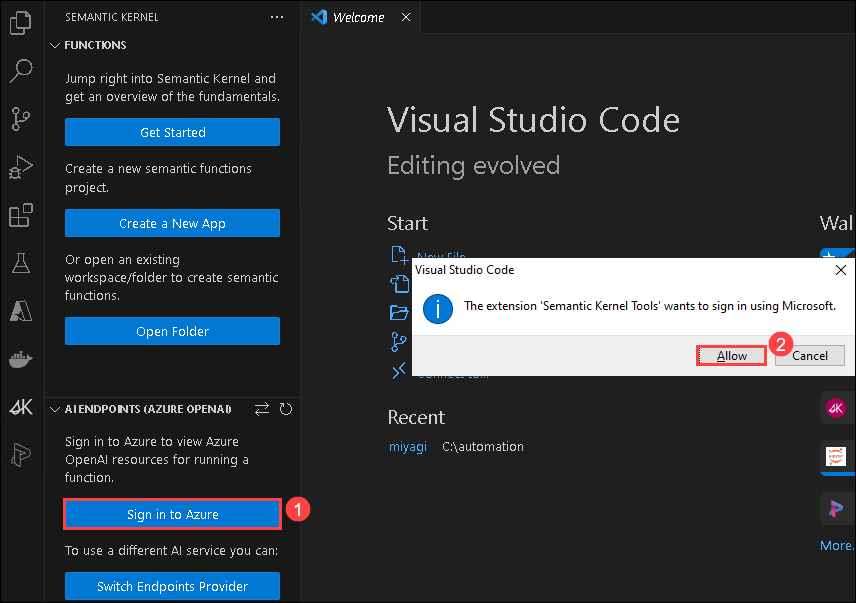 SEMANTIC KERNEL
FUNCTIONS
Jump right into Semantic Kernel and
get an overview of the fundamentals.
Get Started
Create a new semantic functions
project.
Create a New App
Or open an existing
workspace/folder to create semantic
functions.
Open Folder
AI ENDPOINTS (AZURE OPENAI)
Sign in to Azure to view Azure
OpenAI resources for running a
function.
Sign in to Azure
1
To use a different AI service you can:
Switch Endpoints Provider
Welcome
Visual Studio Code
Editing evolved
Start
New File
Visual Studio Code
The extension 'Semantic Kernel Tools' wants to sign in using Microsoft.
Allow
2
Cancel
Recent
miyagi C:\automation
Wal
More.